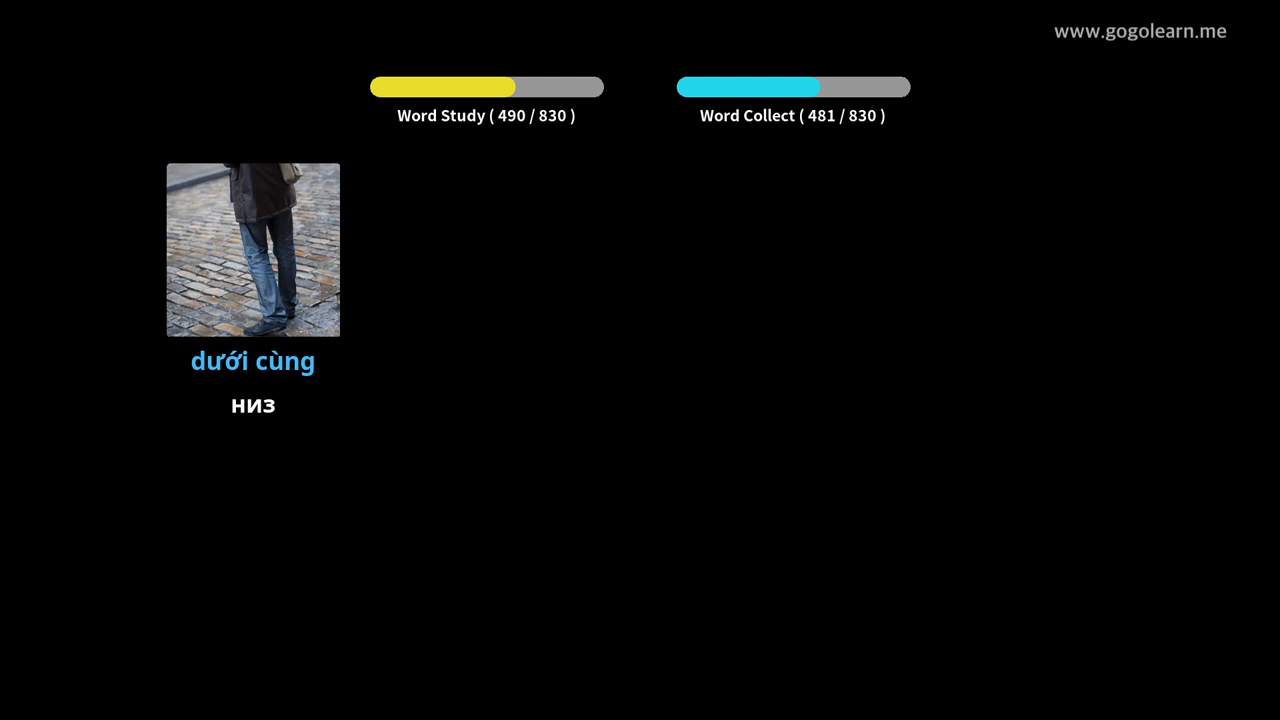 www.gogolearn.me
Word Study ( 490 / 830 )
Word Collect ( 481 / 830 )
dưới cùng
низ